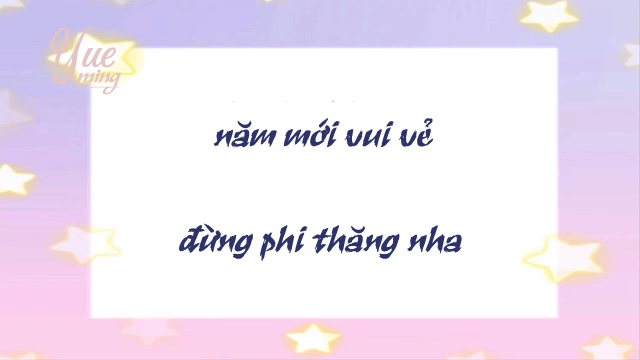 Yue
ming
năm mới vui vẻ
đừng phi thăng nha